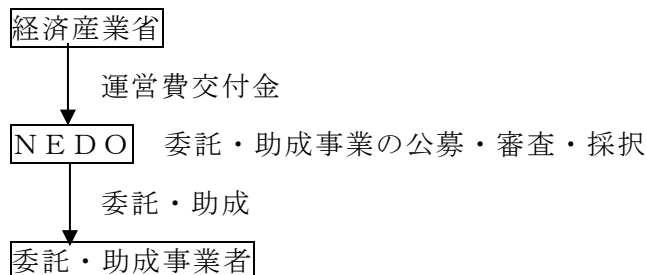 経済産業省
運営費交付金
ＮＥＤＯ 委託・助成事業の公募・審査・採択
委託・助成
委託・助成事業者